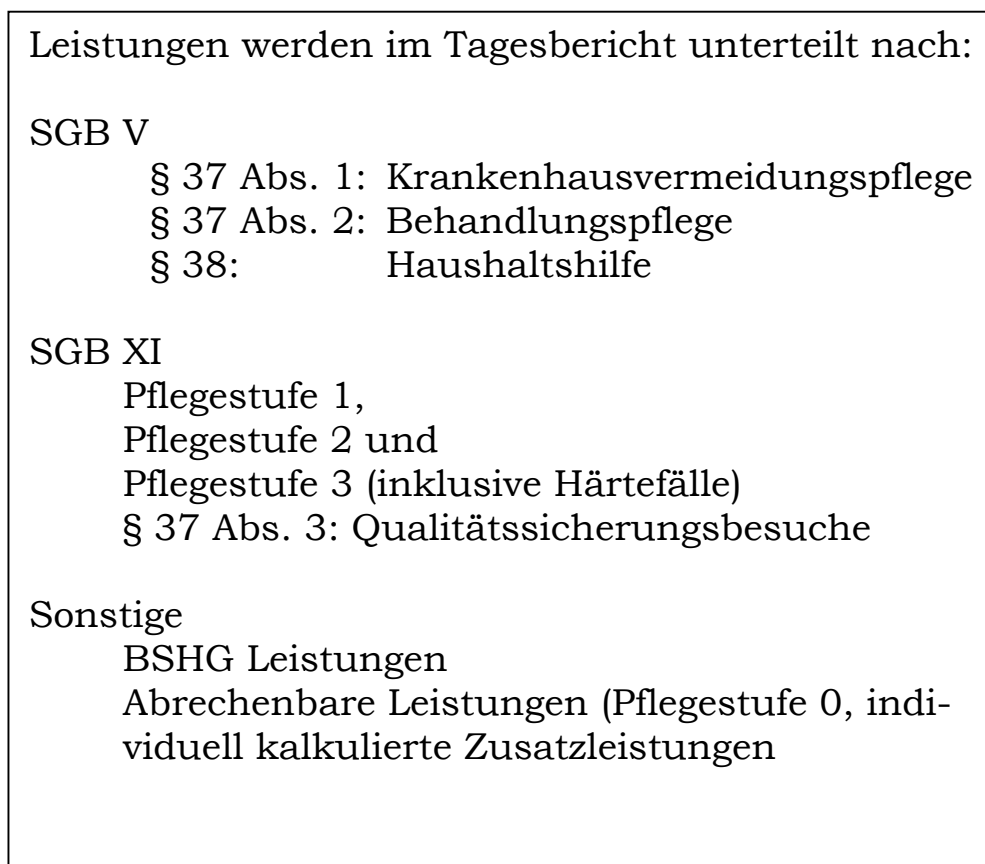 Leistungen werden im Tagesbericht unterteilt nach:
SGB V
§ 37 Abs. 1: Krankenhausvermeidungspflege
§ 37 Abs. 2: Behandlungspflege
§ 38: Haushaltshilfe
SGB XI
Pflegestufe 1,
Pflegestufe 2 und
Pflegestufe 3 (inklusive Härtefälle)
§ 37 Abs. 3: Qualitätssicherungsbesuche
Sonstige
BSHG Leistungen
Abrechenbare Leistungen (Pflegestufe 0, indi-
viduell kalkulierte Zusatzleistungen